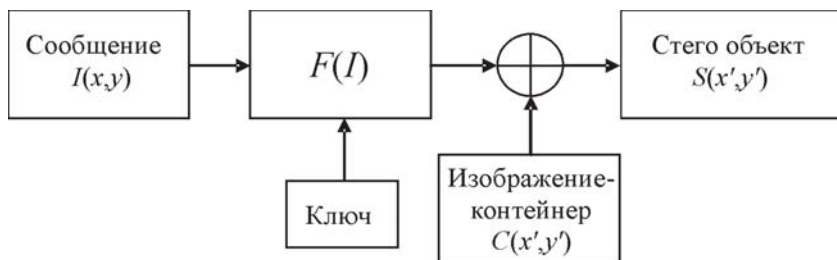 Сообщение
I(x,y)
F(I)
Стего объект
S(x',y')
Ключ
Изображение-
контейнер
C(x',y')